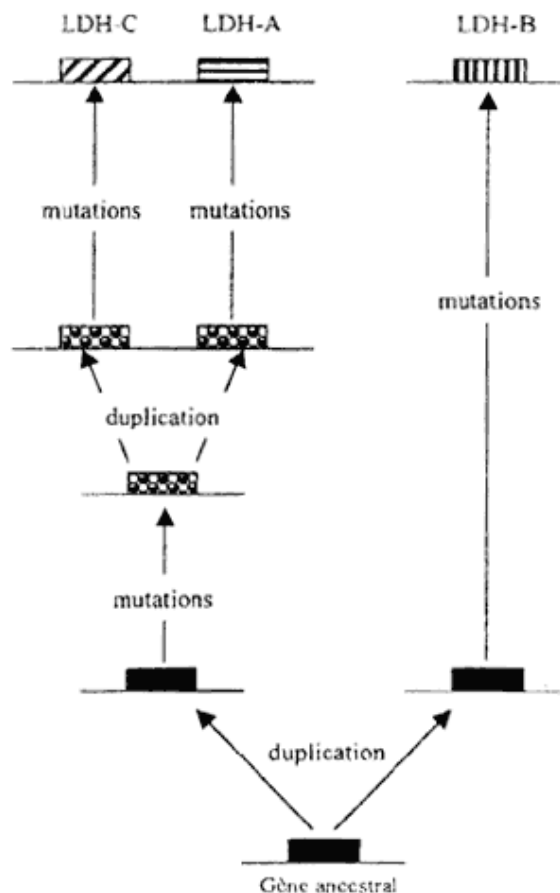 LDH-C LDH-A LDH-B
mutations mutations
mutations
duplication
mutations
duplication
Gène ancestral